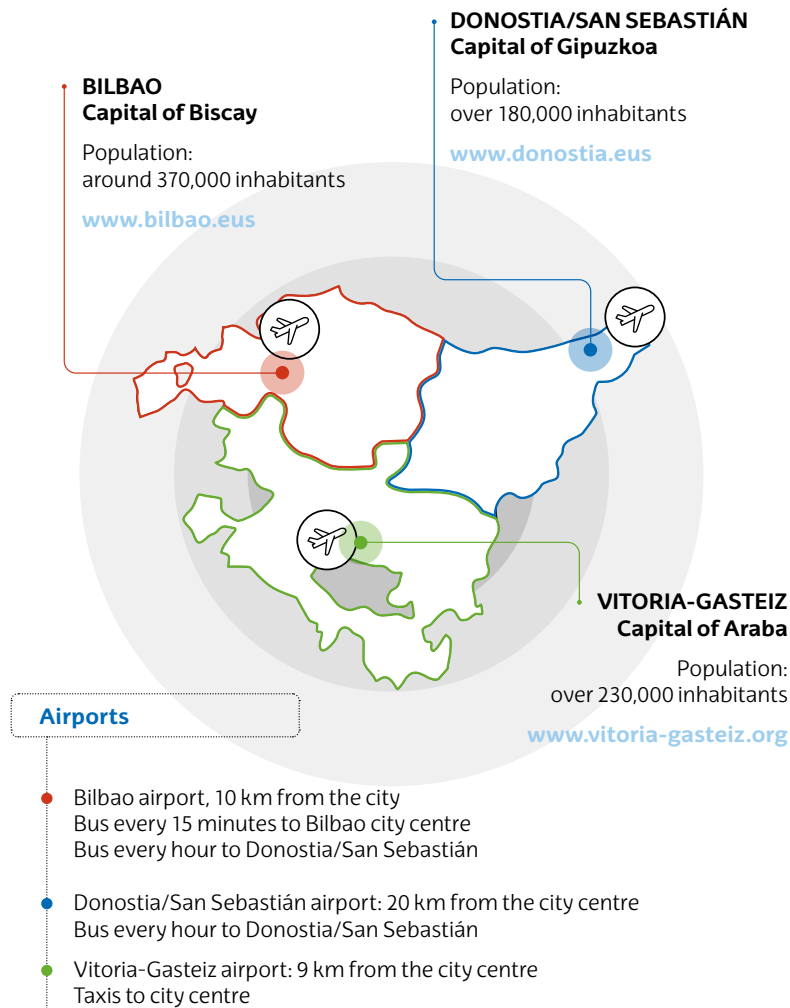 DONOSTIA/SAN SEBASTIÁN
Capital of Gipuzkoa
Population:
over 180,000 inhabitants
www.donostia.eus
BILBAO
Capital of Biscay
Population:
around 370,000 inhabitants
www.bilbao.eus
VITORIA-GASTEIZ
Capital of Araba
Population:
over 230,000 inhabitants
www.vitoria-gasteiz.org
Airports
Bilbao airport, 10 km from the city
Bus every 15 minutes to Bilbao city centre
Bus every hour to Donostia/San Sebastián
Donostia/San Sebastián airport: 20 km from the city centre
Bus every hour to Donostia/San Sebastián
Vitoria-Gasteiz airport: 9 km from the city centre
Taxis to city centre